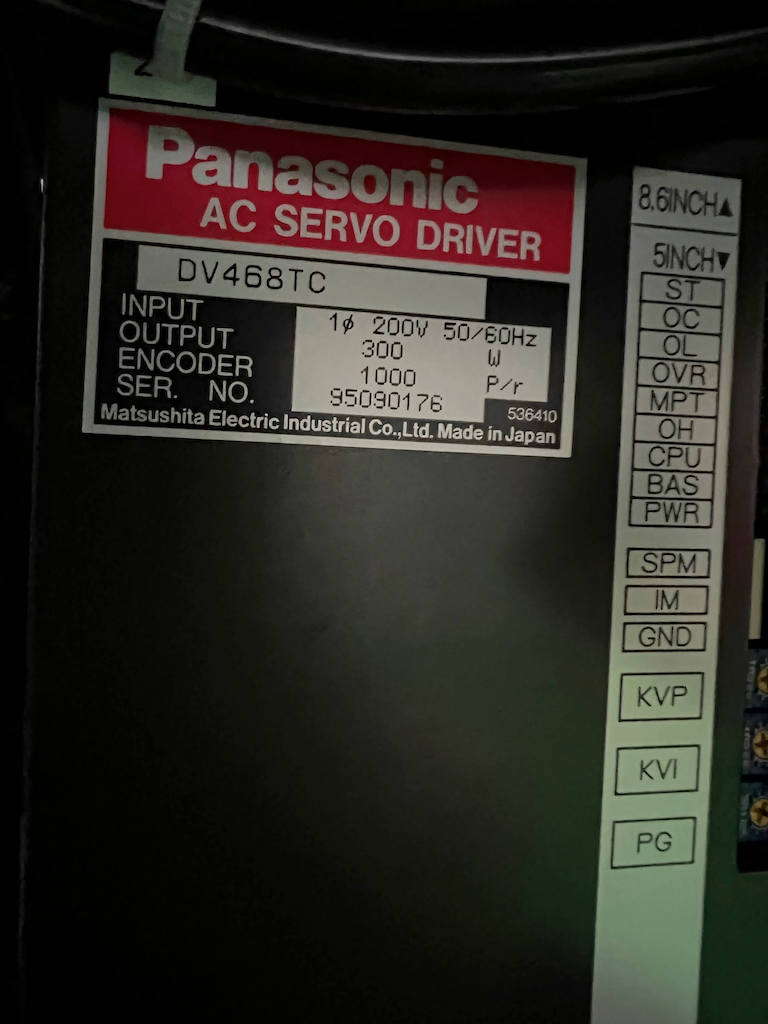 Panasonic
AC SERVO DRIVER
DV468TC
INPUT 1ø 200V 50/60Hz
OUTPUT 300 W
ENCODER 1000 P/r
SER. NO. 95090176
536410
Matsushita Electric Industrial Co.,Ltd. Made in Japan
8.6INCH▲
5INCH▼
ST
OC
OL
OVR
MPT
OH
CPU
BAS
PWR
SPM
IM
GND
KVP
KVI
PG